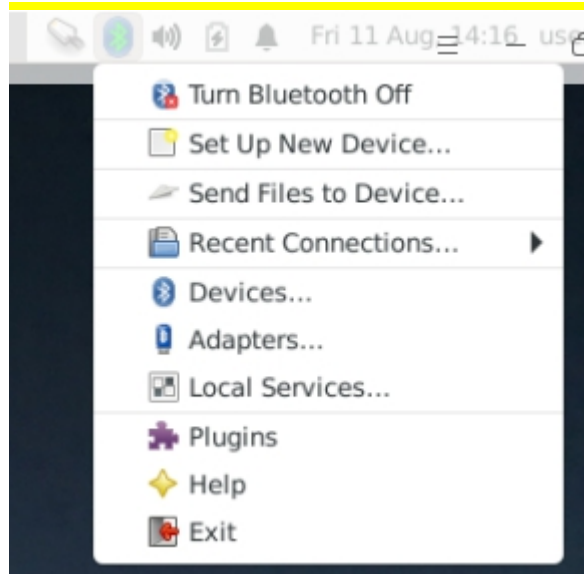 Fri 11 Aug, 14:16 use
Turn Bluetooth Off
Set Up New Device...
Send Files to Device...
Recent Connections...
Devices...
Adapters...
Local Services...
Plugins
Help
Exit